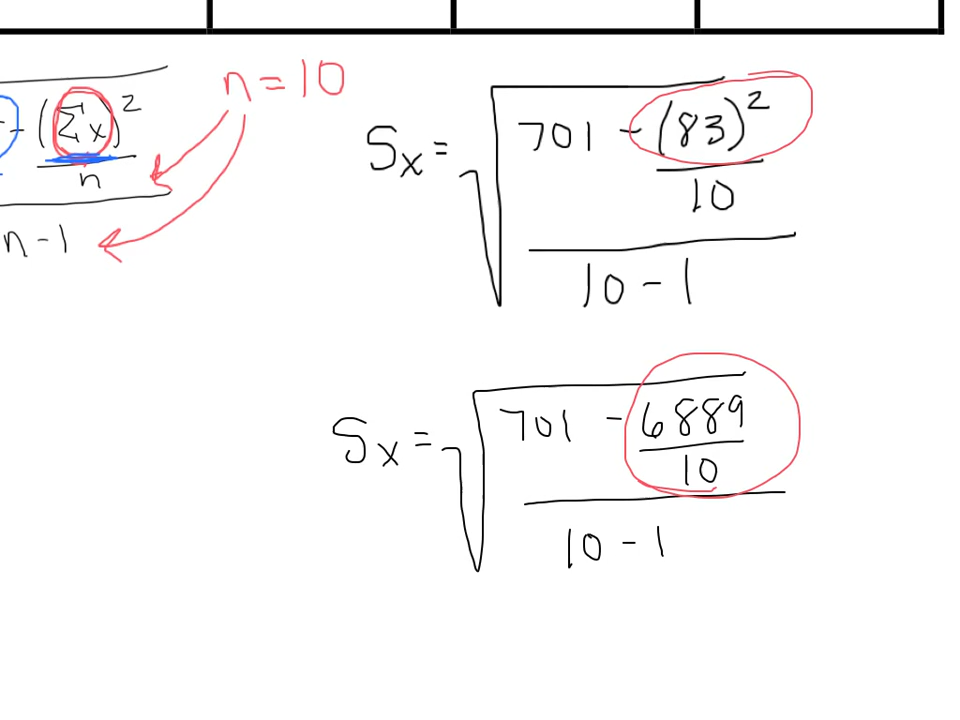 n = 10
- (Σx)²
n
n - 1
Sx = √ 701 - (83)²
10
10 - 1
Sx = √ 701 - 6889
10
10 - 1